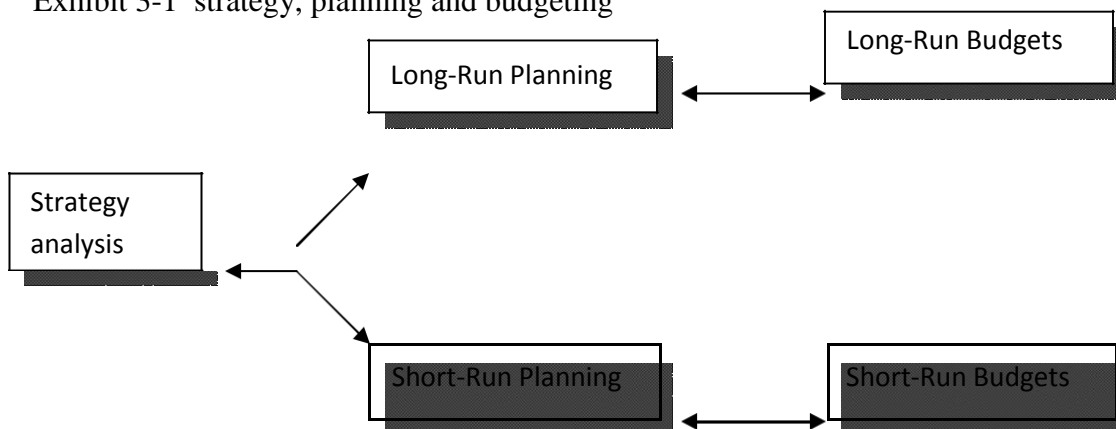 Exhibit 3-1 strategy, planning and budgeting
Long-Run Budgets
Long-Run Planning
Strategy
analysis
Short-Run Planning
Short-Run Budgets